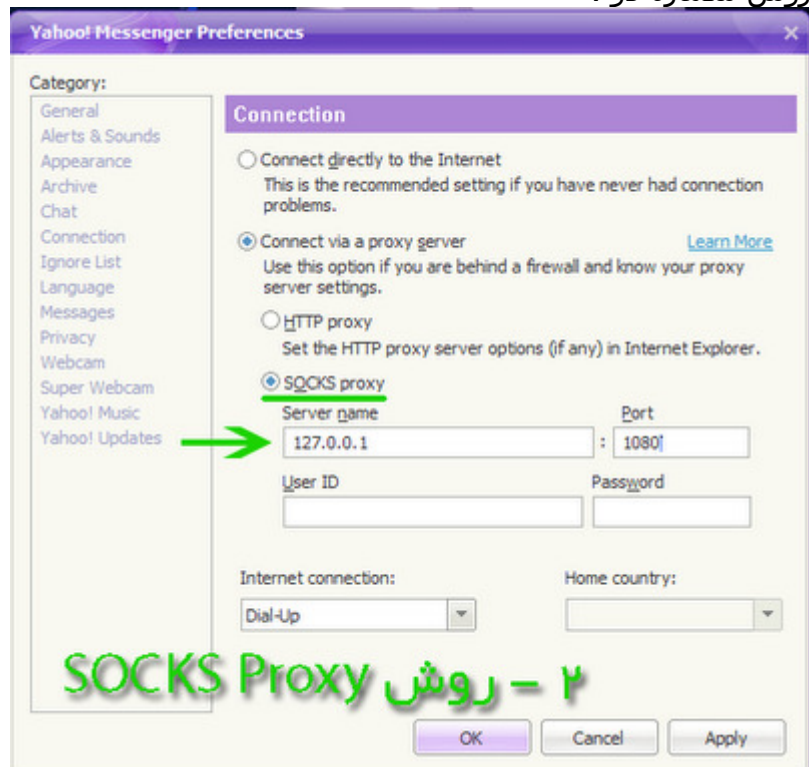 Yahoo! Messenger Preferences
Category:
General
Alerts & Sounds
Appearance
Archive
Chat
Connection
Ignore List
Language
Messages
Privacy
Webcam
Super Webcam
Yahoo! Music
Yahoo! Updates
Connection
Connect directly to the Internet
This is the recommended setting if you have never had connection
problems.
Connect via a proxy server Learn More
Use this option if you are behind a firewall and know your proxy
server settings.
HTTP proxy
Set the HTTP proxy server options (if any) in Internet Explorer.
SOCKS proxy
Server name Port
127.0.0.1 : 1080
User ID Password
Internet connection: Home country:
Dial-Up
۲ – روش SOCKS Proxy
OK Cancel Apply